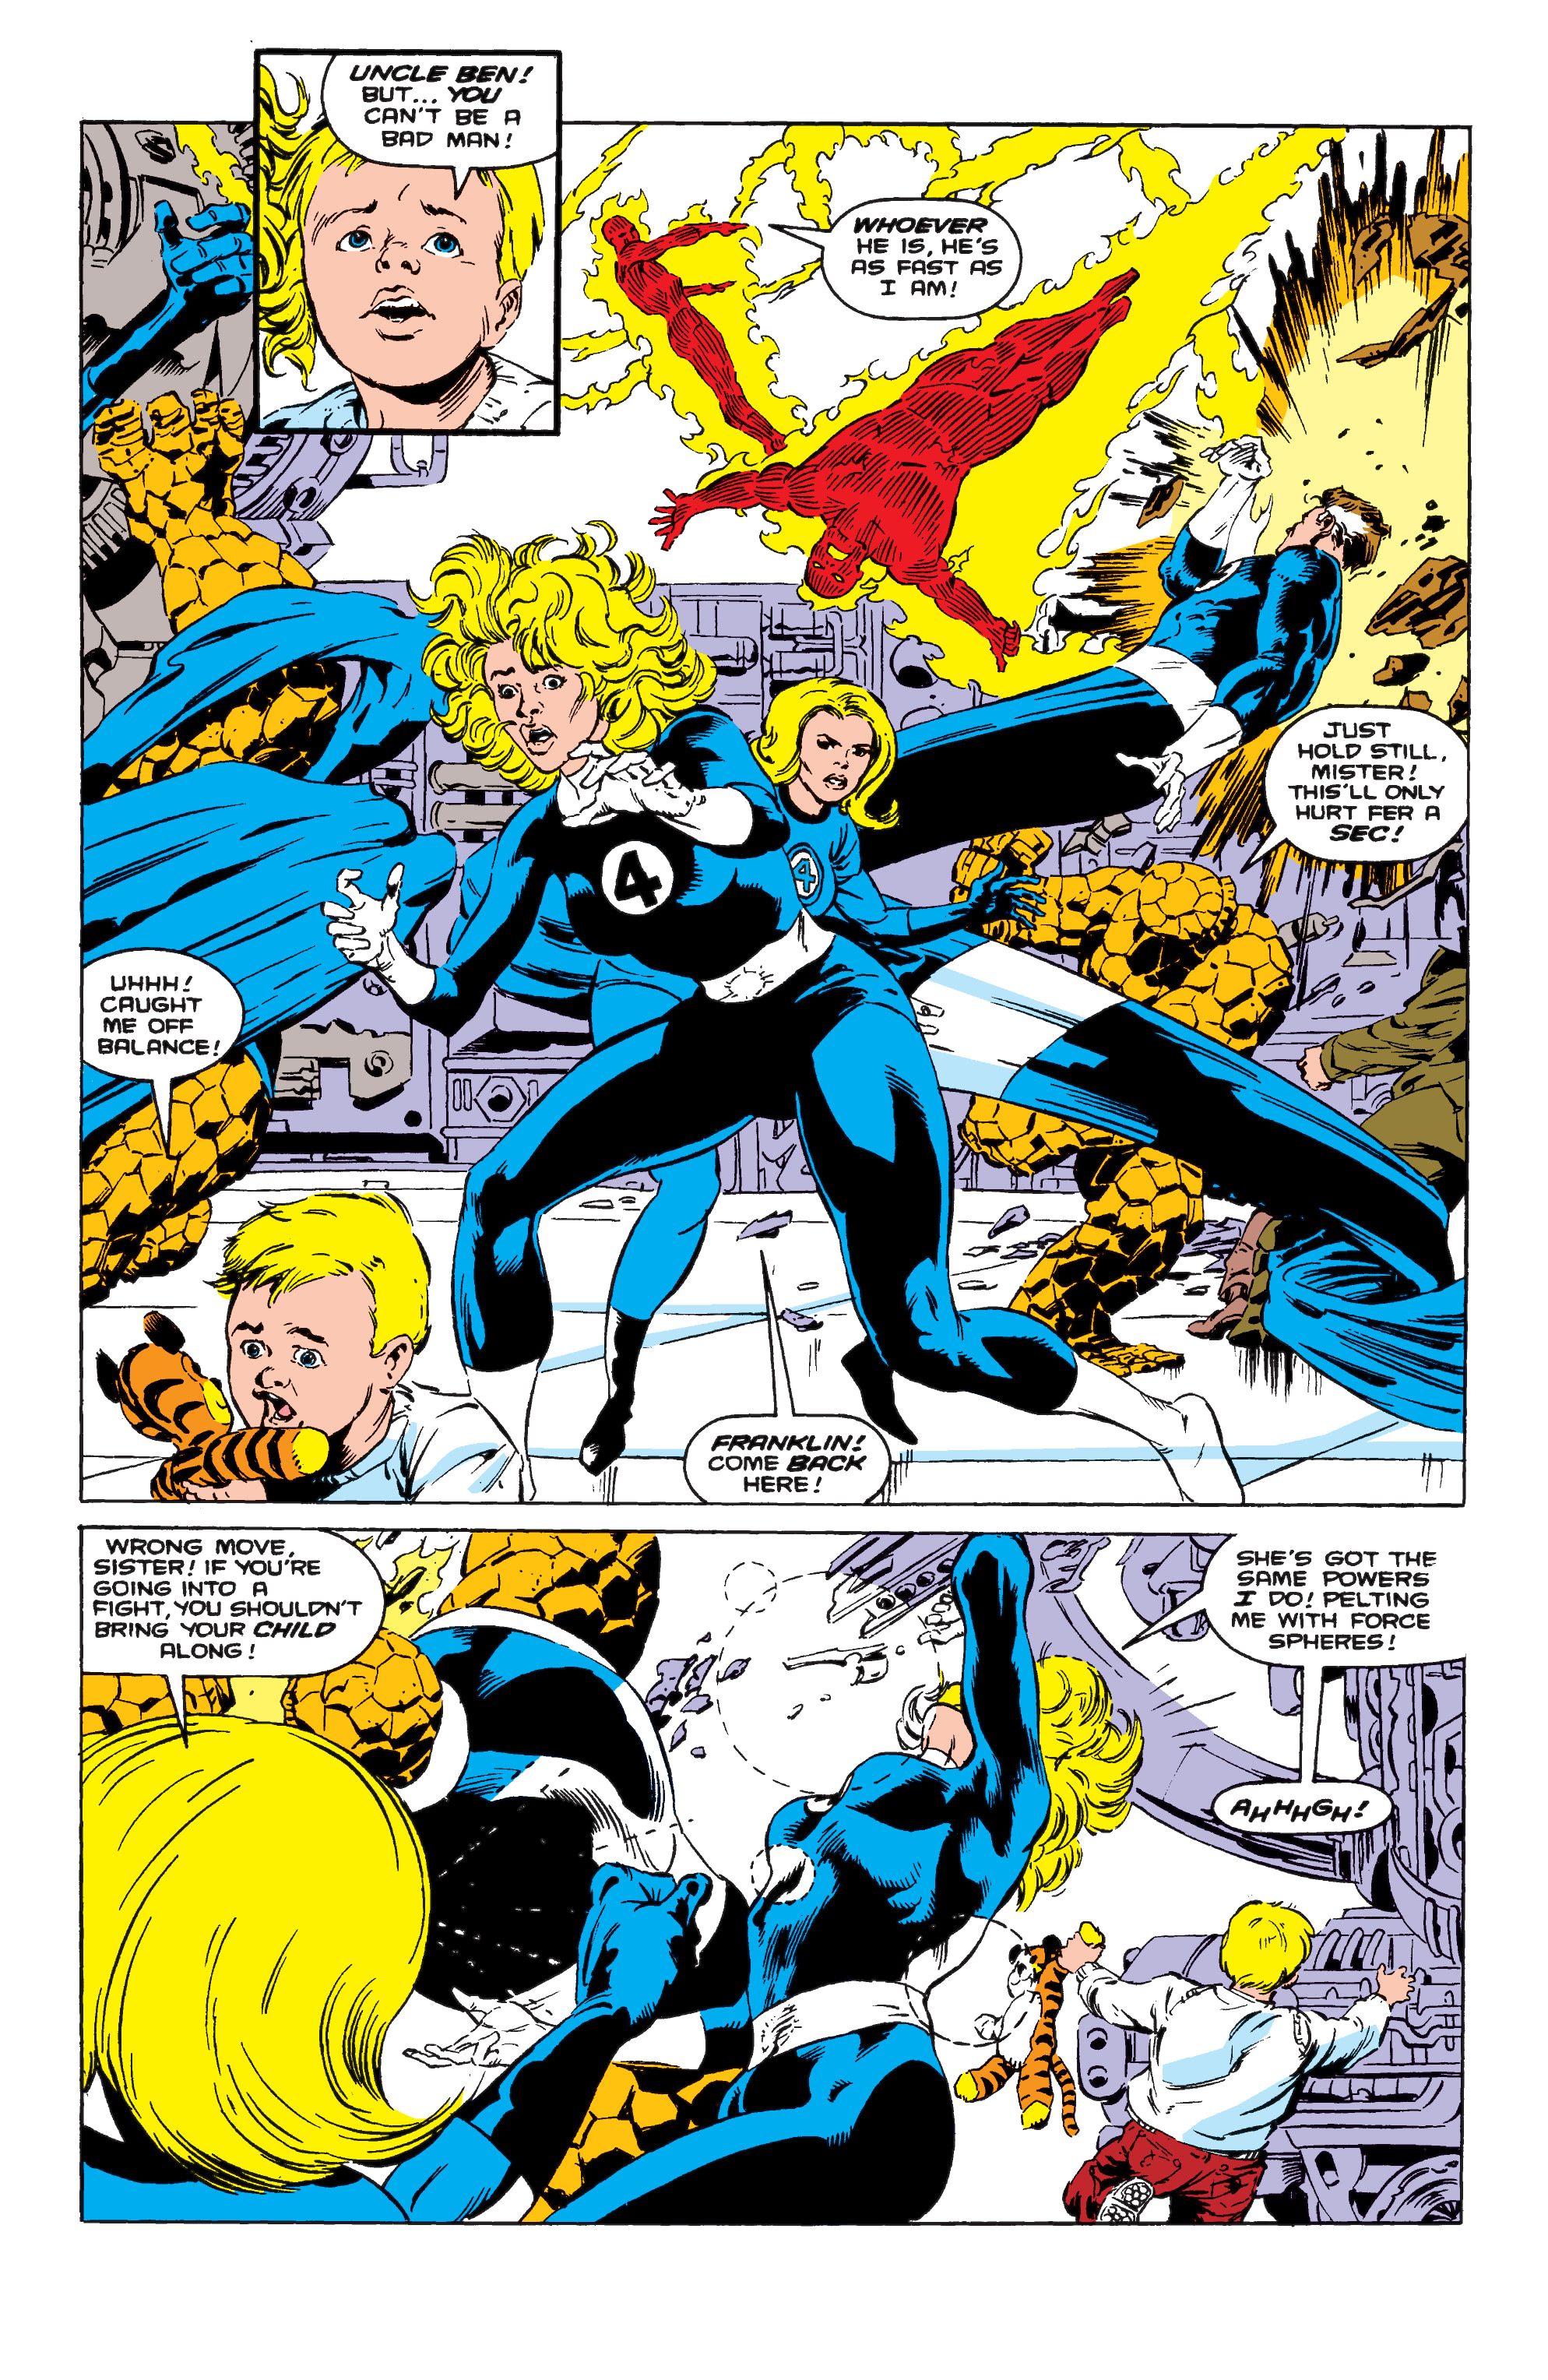 UNCLE BEN!
BUT... YOU
CAN'T BE A
BAD MAN!
WHOEVER
HE IS, HE'S
AS FAST AS
I AM!
JUST
HOLD STILL,
MISTER!
THIS'LL ONLY
HURT FER A
SEC!
4
4
UHHH!
CAUGHT
ME OFF
BALANCE!
FRANKLIN!
COME BACK
HERE!
WRONG MOVE,
SISTER! IF YOU'RE
GOING INTO A
FIGHT, YOU SHOULDN'T
BRING YOUR CHILD
ALONG!
SHE'S GOT THE
SAME POWERS
I DO! PELTING
ME WITH FORCE
SPHERES!
AHHHGH!